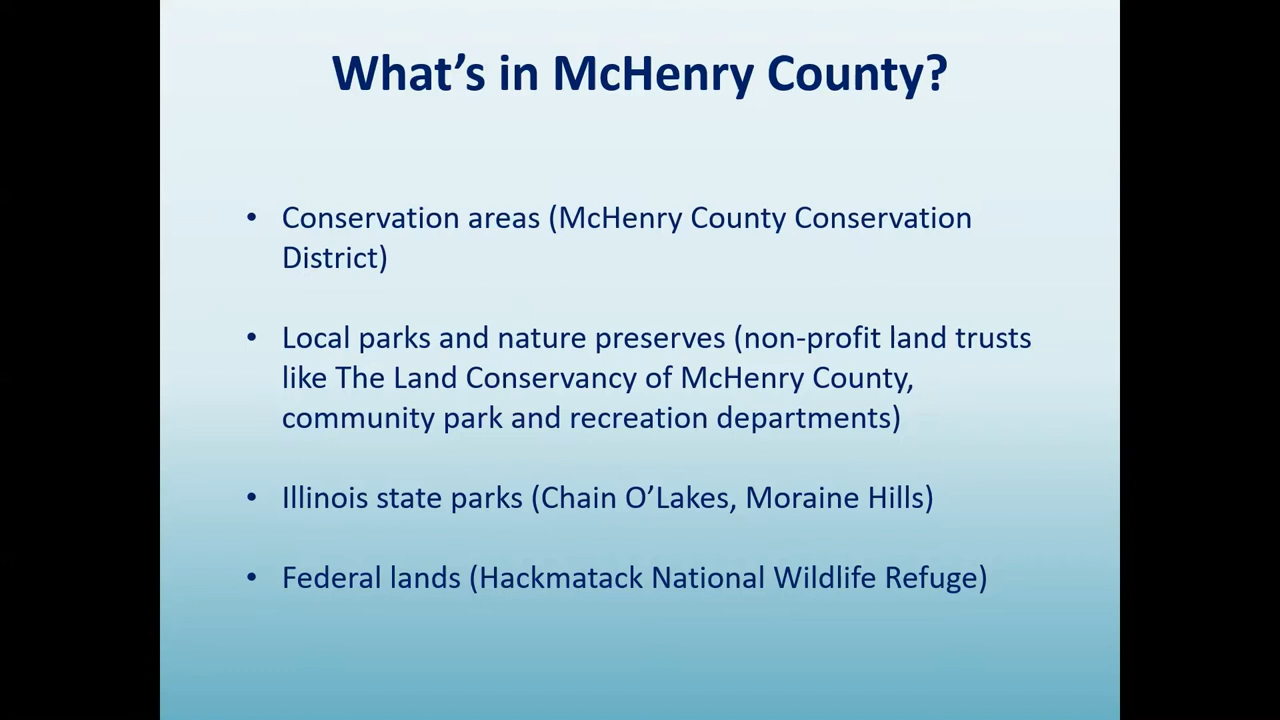 What’s in McHenry County?
• Conservation areas (McHenry County Conservation
District)
• Local parks and nature preserves (non-profit land trusts
like The Land Conservancy of McHenry County,
community park and recreation departments)
• Illinois state parks (Chain O’Lakes, Moraine Hills)
• Federal lands (Hackmatack National Wildlife Refuge)